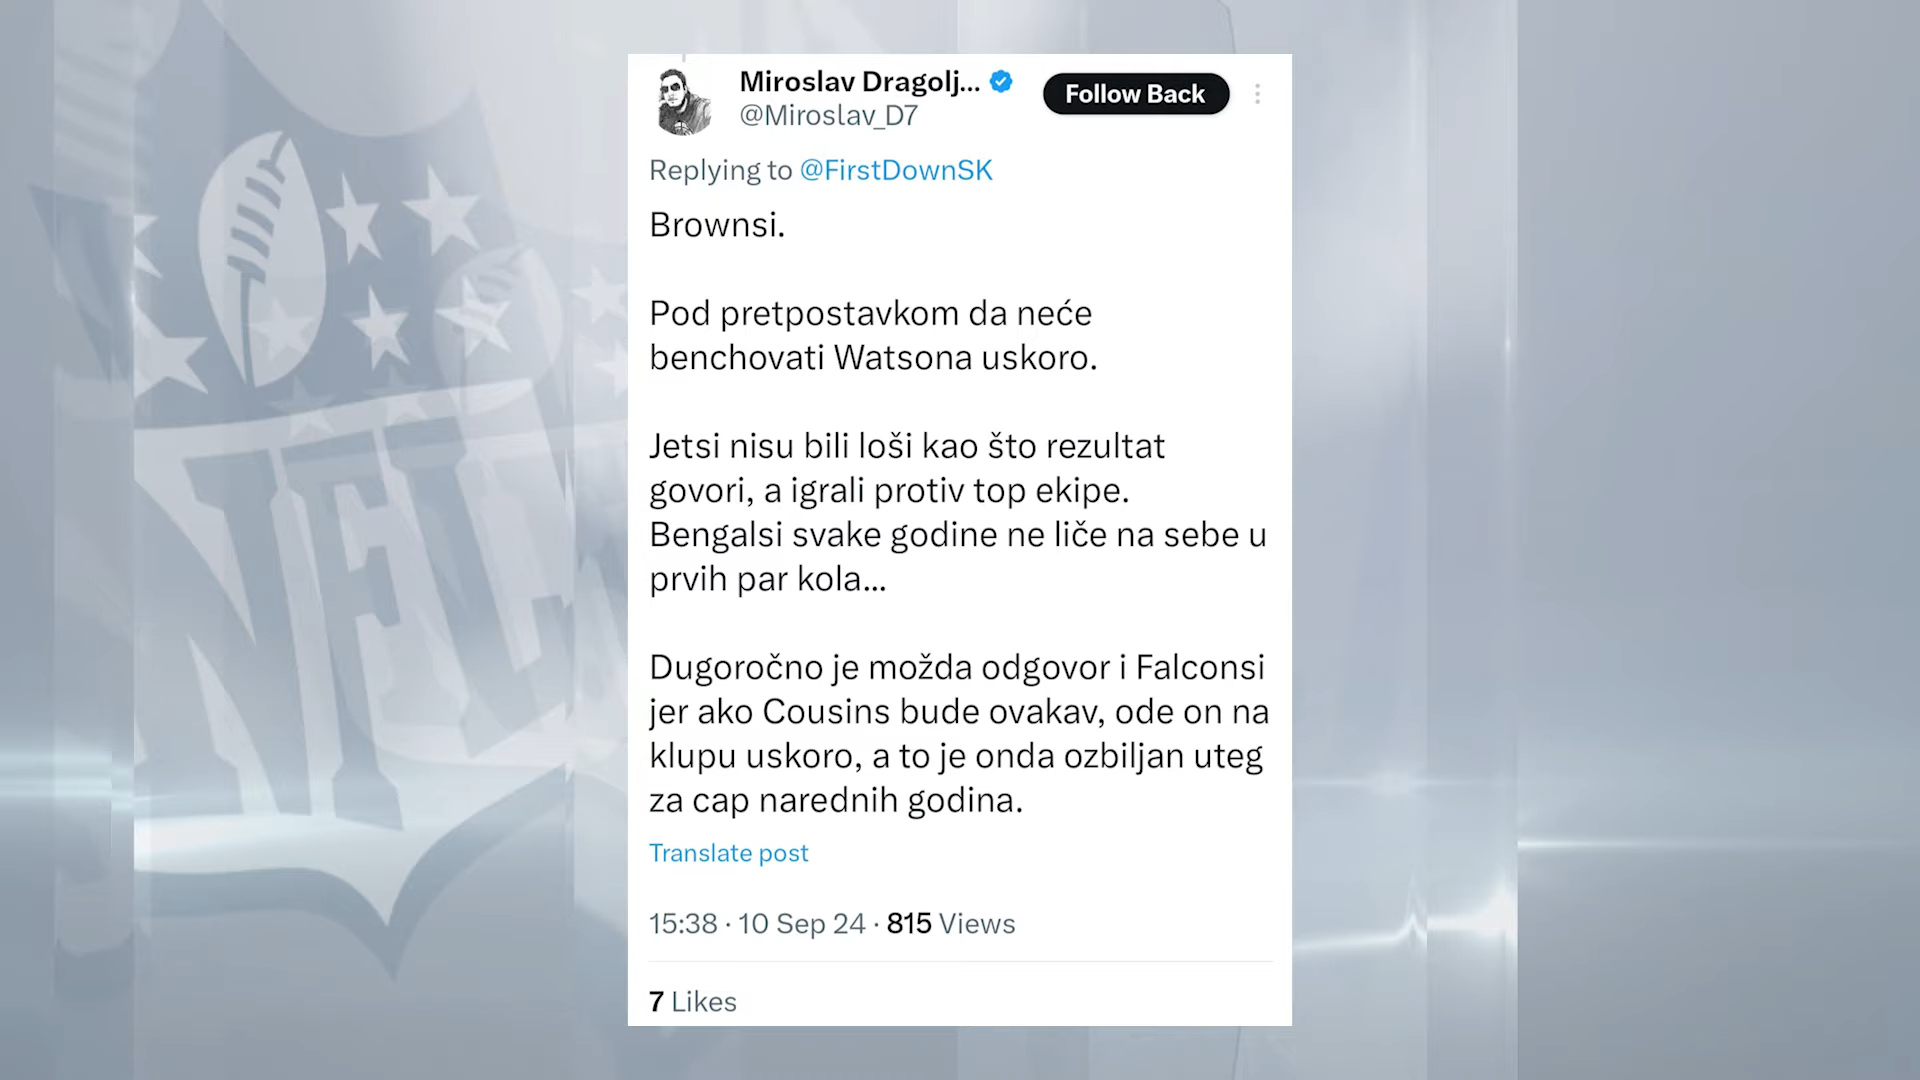 Miroslav Dragolj...
Follow Back
@Miroslav_D7
Replying to @FirstDownSK
Brownsi.
Pod pretpostavkom da neće
benchovati Watsona uskoro.
Jetsi nisu bili loši kao što rezultat
govori, a igrali protiv top ekipe.
Bengalsi svake godine ne liče na sebe u
prvih par kola...
Dugoročno je možda odgovor i Falconsi
jer ako Cousins bude ovakav, ode on na
klupu uskoro, a to je onda ozbiljan uteg
za cap narednih godina.
Translate post
15:38 · 10 Sep 24 · 815 Views
7 Likes
NFL